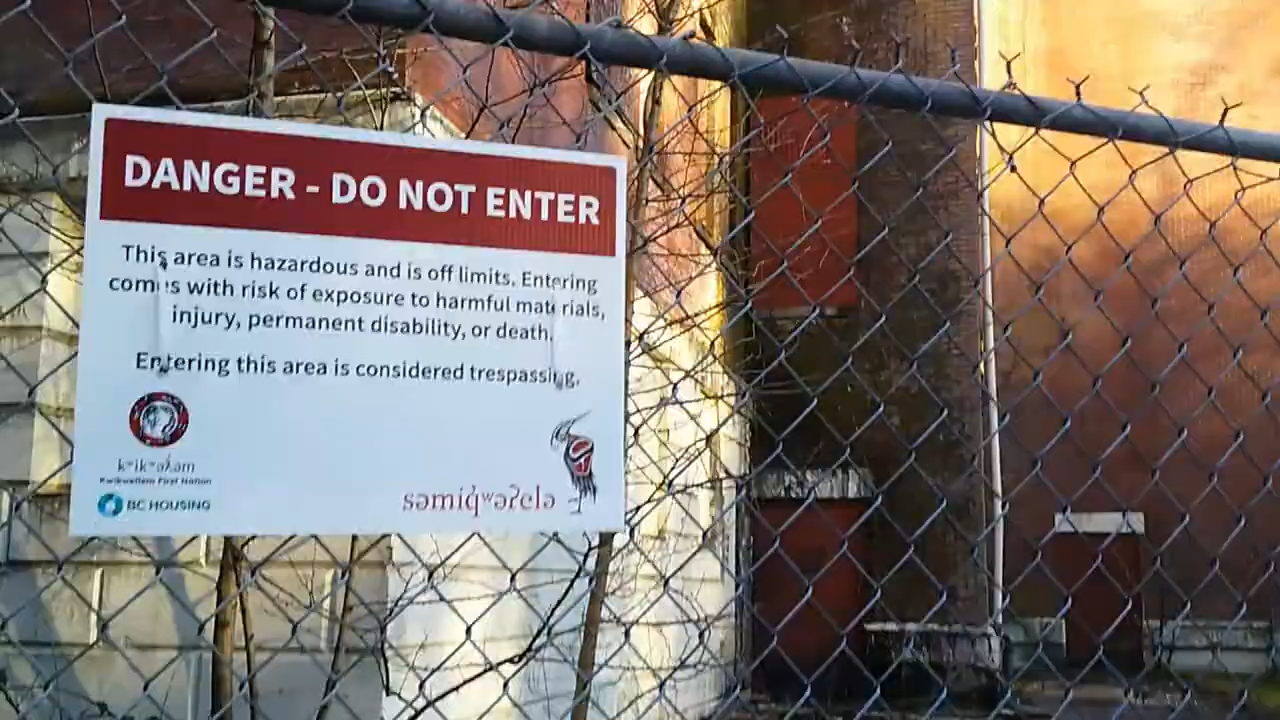 DANGER - DO NOT ENTER
This area is hazardous and is off limits. Entering
comes with risk of exposure to harmful materials,
injury, permanent disability, or death.
Entering this area is considered trespassing.
kʷikʷəƛ̓əm
Kwikwetlem First Nation
BC HOUSING
səmiq̓ʷəʔelə